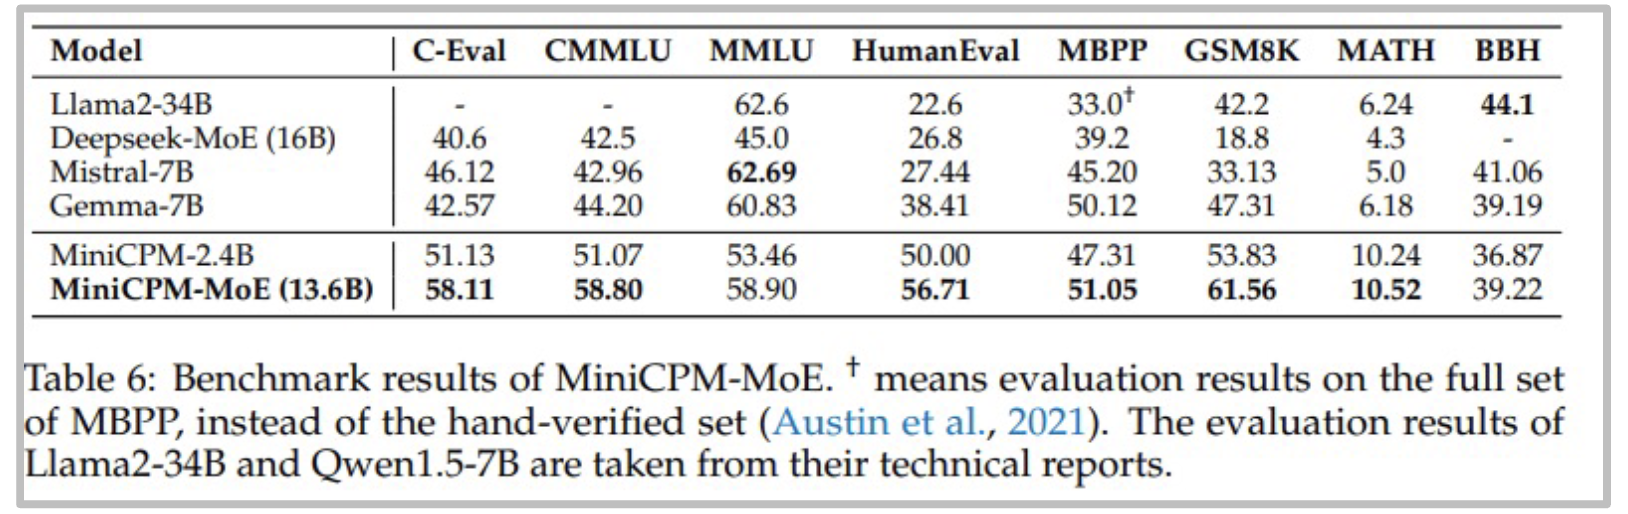 Model C-Eval CMMLU MMLU HumanEval MBPP GSM8K MATH BBH
Llama2-34B - - 62.6 22.6 33.0† 42.2 6.24 44.1
Deepseek-MoE (16B) 40.6 42.5 45.0 26.8 39.2 18.8 4.3 -
Mistral-7B 46.12 42.96 62.69 27.44 45.20 33.13 5.0 41.06
Gemma-7B 42.57 44.20 60.83 38.41 50.12 47.31 6.18 39.19
MiniCPM-2.4B 51.13 51.07 53.46 50.00 47.31 53.83 10.24 36.87
MiniCPM-MoE (13.6B) 58.11 58.80 58.90 56.71 51.05 61.56 10.52 39.22
Table 6: Benchmark results of MiniCPM-MoE. † means evaluation results on the full set
of MBPP, instead of the hand-verified set (Austin et al., 2021). The evaluation results of
Llama2-34B and Qwen1.5-7B are taken from their technical reports.